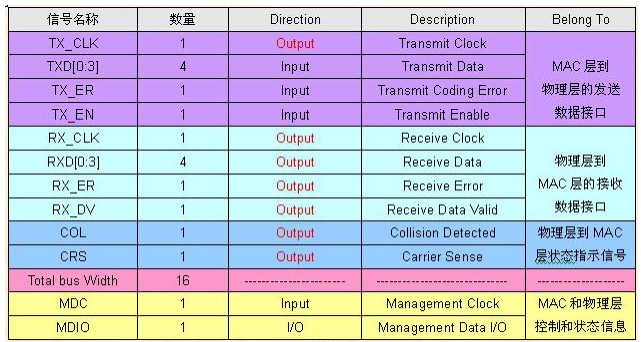 信号名称 数量 Direction Description Belong To
TX_CLK 1 Output Transmit Clock
TXD[0:3] 4 Input Transmit Data
TX_ER 1 Input Transmit Coding Error
TX_EN 1 Input Transmit Enable
MAC 层到
物理层的发送
数据接口
RX_CLK 1 Output Receive Clock
RXD[0:3] 4 Output Receive Data
RX_ER 1 Output Receive Error
RX_DV 1 Output Receive Data Valid
物理层到
MAC 层的接收
数据接口
COL 1 Output Collision Detected
CRS 1 Output Carrier Sense
物理层到 MAC
层状态指示信号
Total bus Width 16 ----------------------- ----------------------------- --------------------
MDC 1 Input Management Clock
MDIO 1 I/O Management Data I/O
MAC 和物理层
控制和状态信息